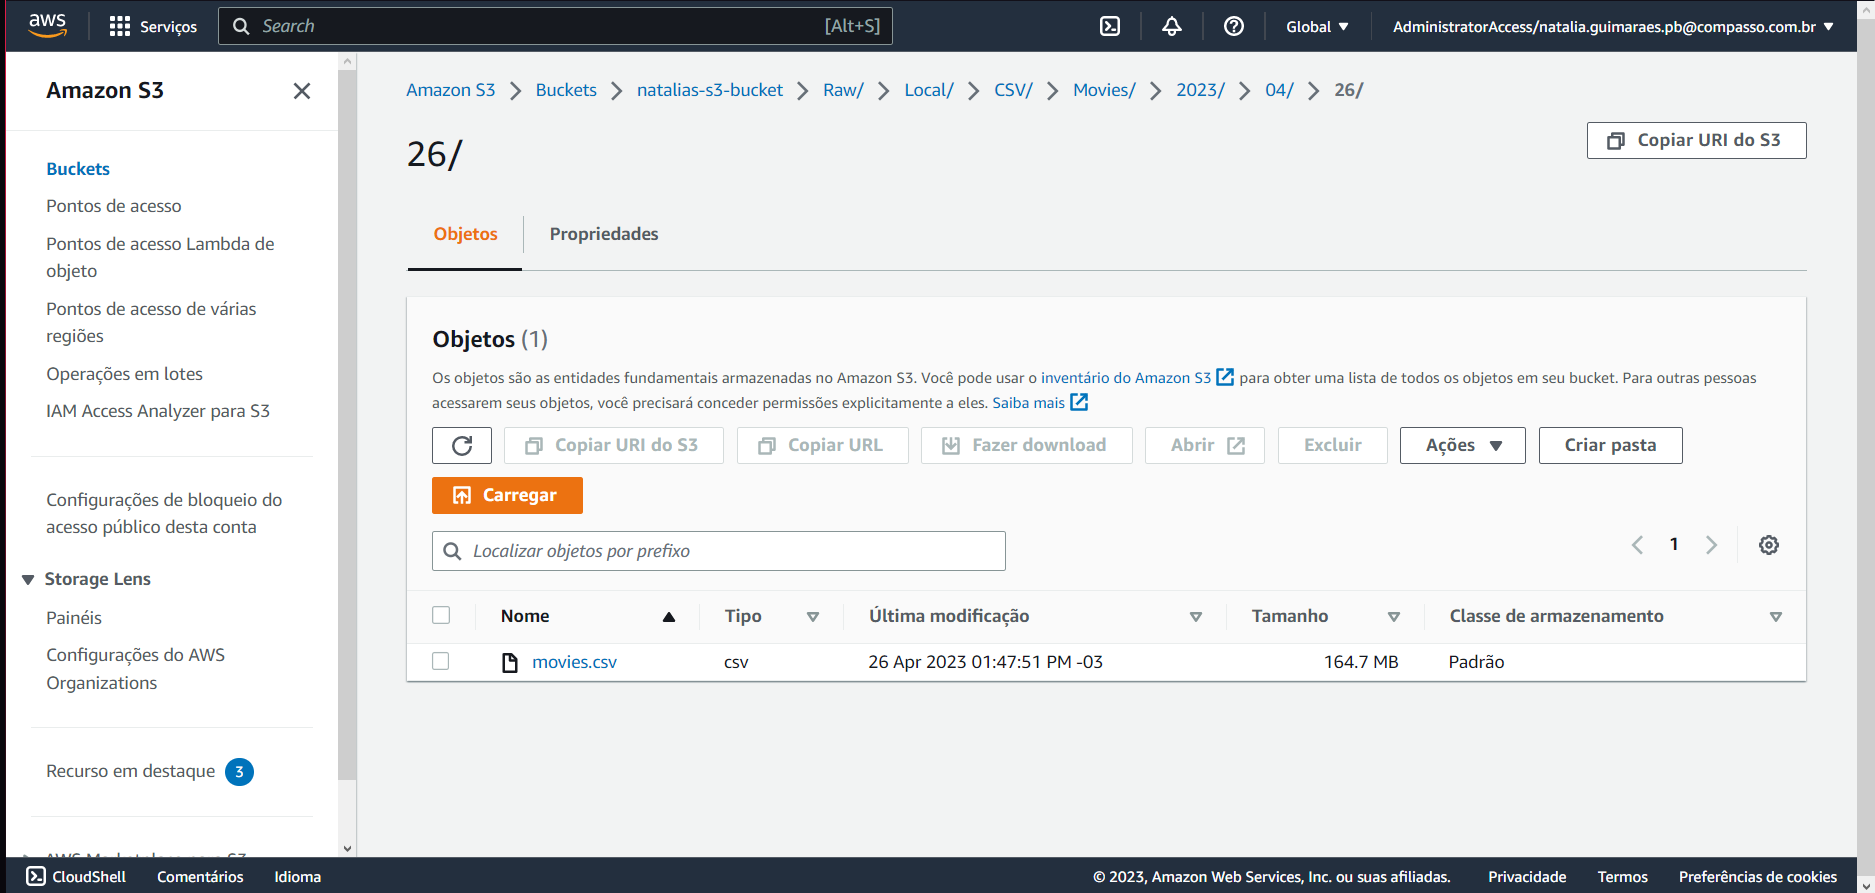 aws
Serviços
Search
[Alt+S]
Global
AdministratorAccess/natalia.guimaraes.pb@compasso.com.br
Amazon S3
Buckets
Pontos de acesso
Pontos de acesso Lambda de
objeto
Pontos de acesso de várias
regiões
Operações em lotes
IAM Access Analyzer para S3
Configurações de bloqueio do
acesso público desta conta
Storage Lens
Painéis
Configurações do AWS
Organizations
Recurso em destaque 3
AWS Marketplace para S3
Amazon S3 Buckets natalias-s3-bucket Raw/ Local/ CSV/ Movies/ 2023/ 04/ 26/
26/
Copiar URI do S3
Objetos Propriedades
Objetos (1)
Os objetos são as entidades fundamentais armazenadas no Amazon S3. Você pode usar o inventário do Amazon S3 para obter uma lista de todos os objetos em seu bucket. Para outras pessoas
acessarem seus objetos, você precisará conceder permissões explicitamente a eles. Saiba mais
Copiar URI do S3 Copiar URL Fazer download Abrir Excluir Ações Criar pasta
Carregar
Localizar objetos por prefixo
1
Nome Tipo Última modificação Tamanho Classe de armazenamento
movies.csv csv 26 Apr 2023 01:47:51 PM -03 164.7 MB Padrão
CloudShell Comentários Idioma
© 2023, Amazon Web Services, Inc. ou suas afiliadas. Privacidade Termos Preferências de cookies